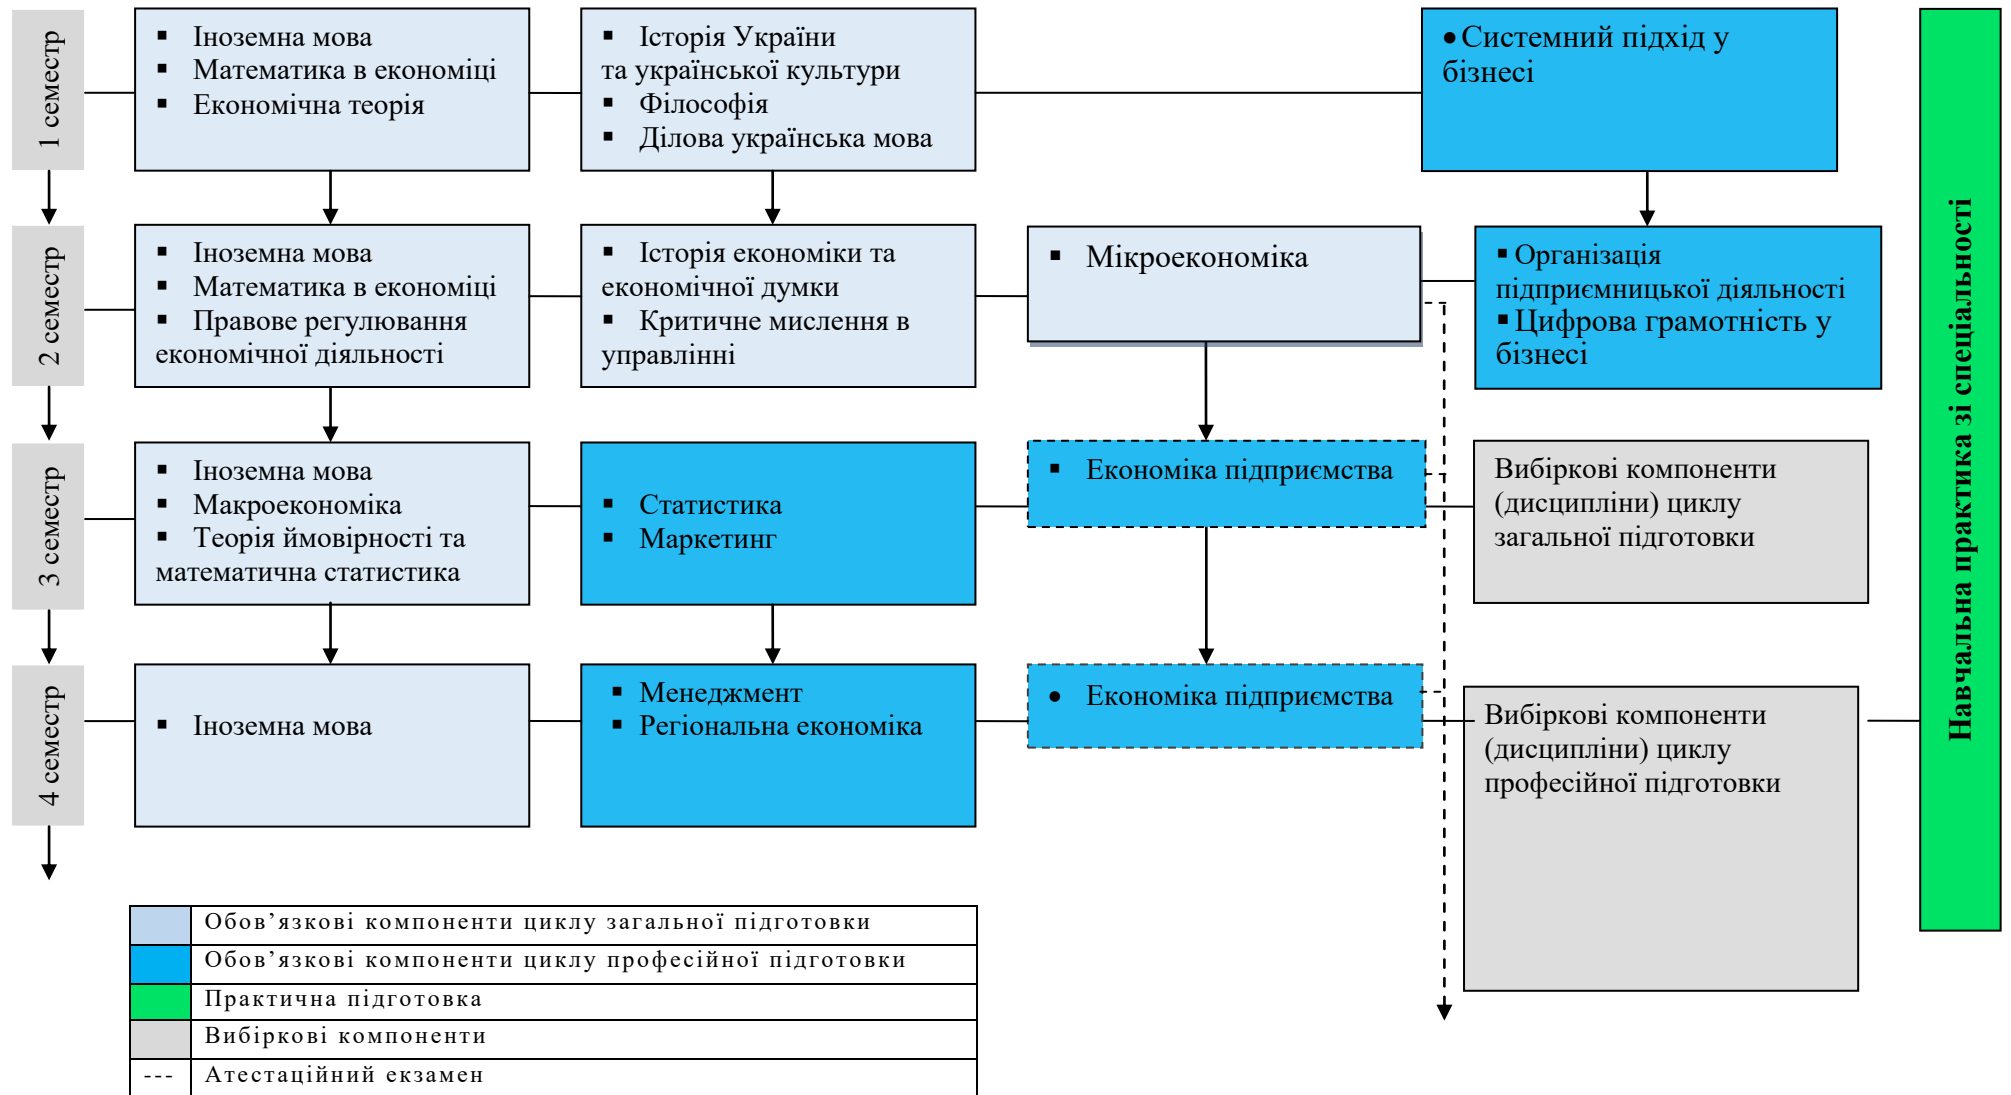 1 семестр
Іноземна мова
Математика в економіці
Економічна теорія
Історія України
та української культури
Філософія
Ділова українська мова
Системний підхід у
бізнесі
2 семестр
Іноземна мова
Математика в економіці
Правове регулювання
економічної діяльності
Історія економіки та
економічної думки
Критичне мислення в
управлінні
Мікроекономіка
Організація
підприємницької діяльності
Цифрова грамотність у
бізнесі
3 семестр
Іноземна мова
Макроекономіка
Теорія ймовірності та
математична статистика
Статистика
Маркетинг
Економіка підприємства
Вибіркові компоненти
(дисципліни) циклу
загальної підготовки
4 семестр
Іноземна мова
Менеджмент
Регіональна економіка
Економіка підприємства
Вибіркові компоненти
(дисципліни) циклу
професійної підготовки
Навчальна практика зі спеціальності
Обов’язкові компоненти циклу загальної підготовки
Обов’язкові компоненти циклу професійної підготовки
Практична підготовка
Вибіркові компоненти
--- Атестаційний екзамен